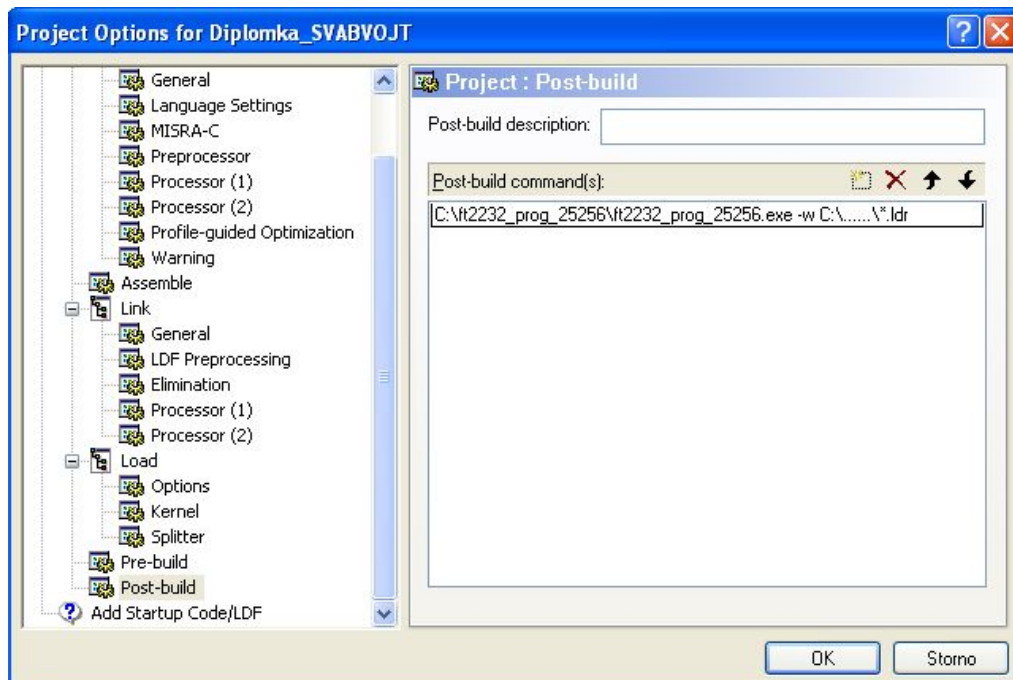 Project Options for Diplomka_SVABVOJT
General
Language Settings
MISRA-C
Preprocessor
Processor (1)
Processor (2)
Profile-guided Optimization
Warning
Assemble
Link
General
LDF Preprocessing
Elimination
Processor (1)
Processor (2)
Load
Options
Kernel
Splitter
Pre-build
Post-build
Add Startup Code/LDF
Project : Post-build
Post-build description:
Post-build command(s):
C:\ft2232_prog_25256\ft2232_prog_25256.exe -w C:\......\*.ldr
OK
Storno